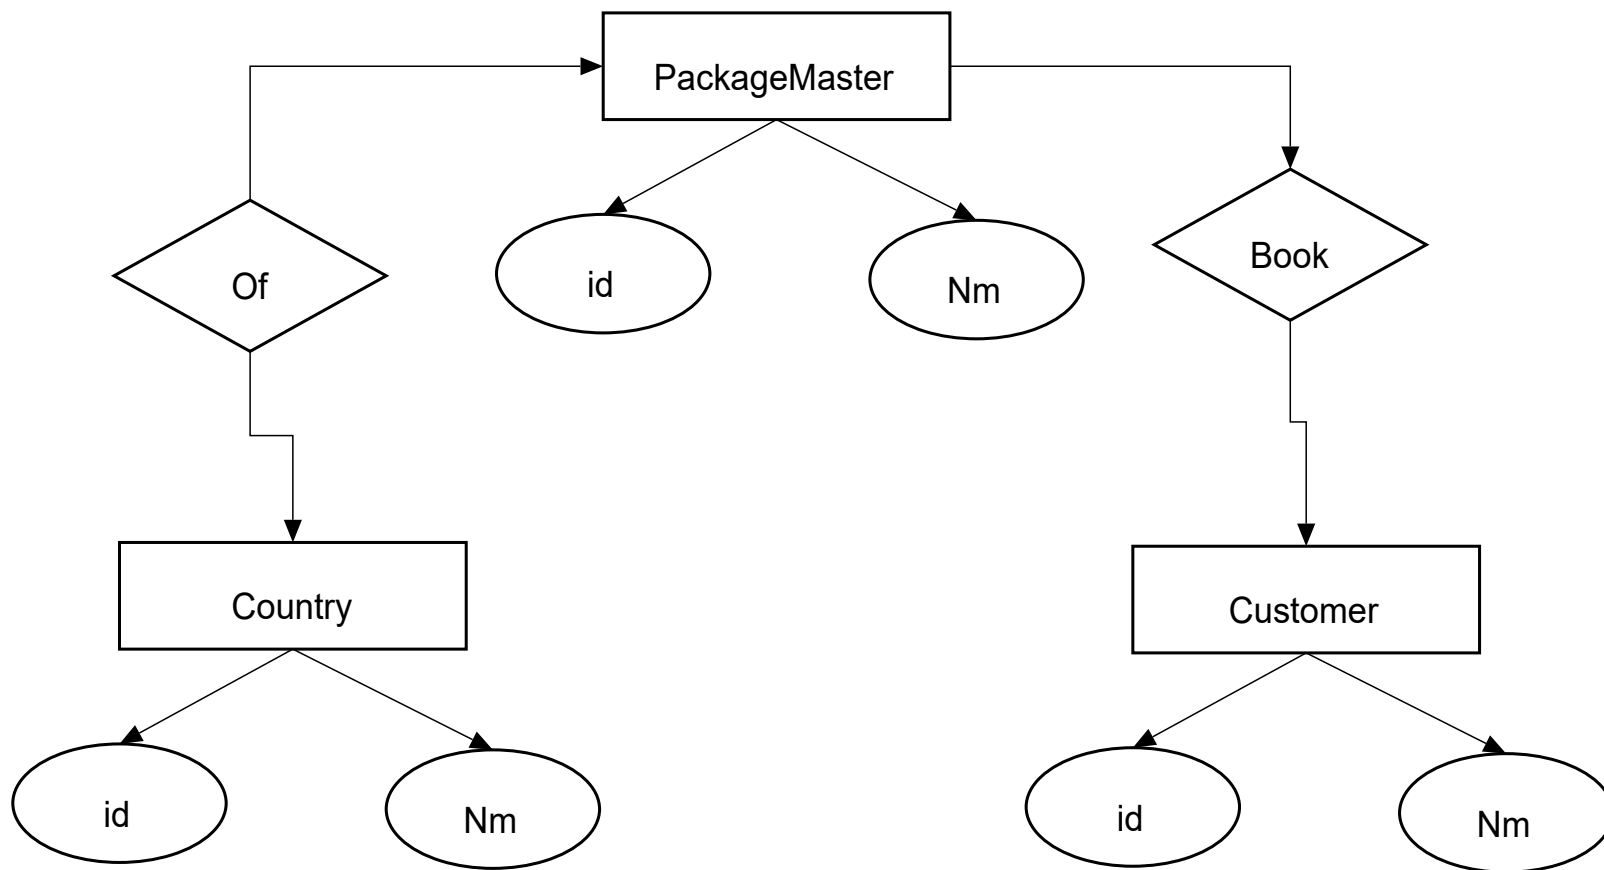 PackageMaster
Of
id
Nm
Book
Country
Customer
id
Nm
id
Nm